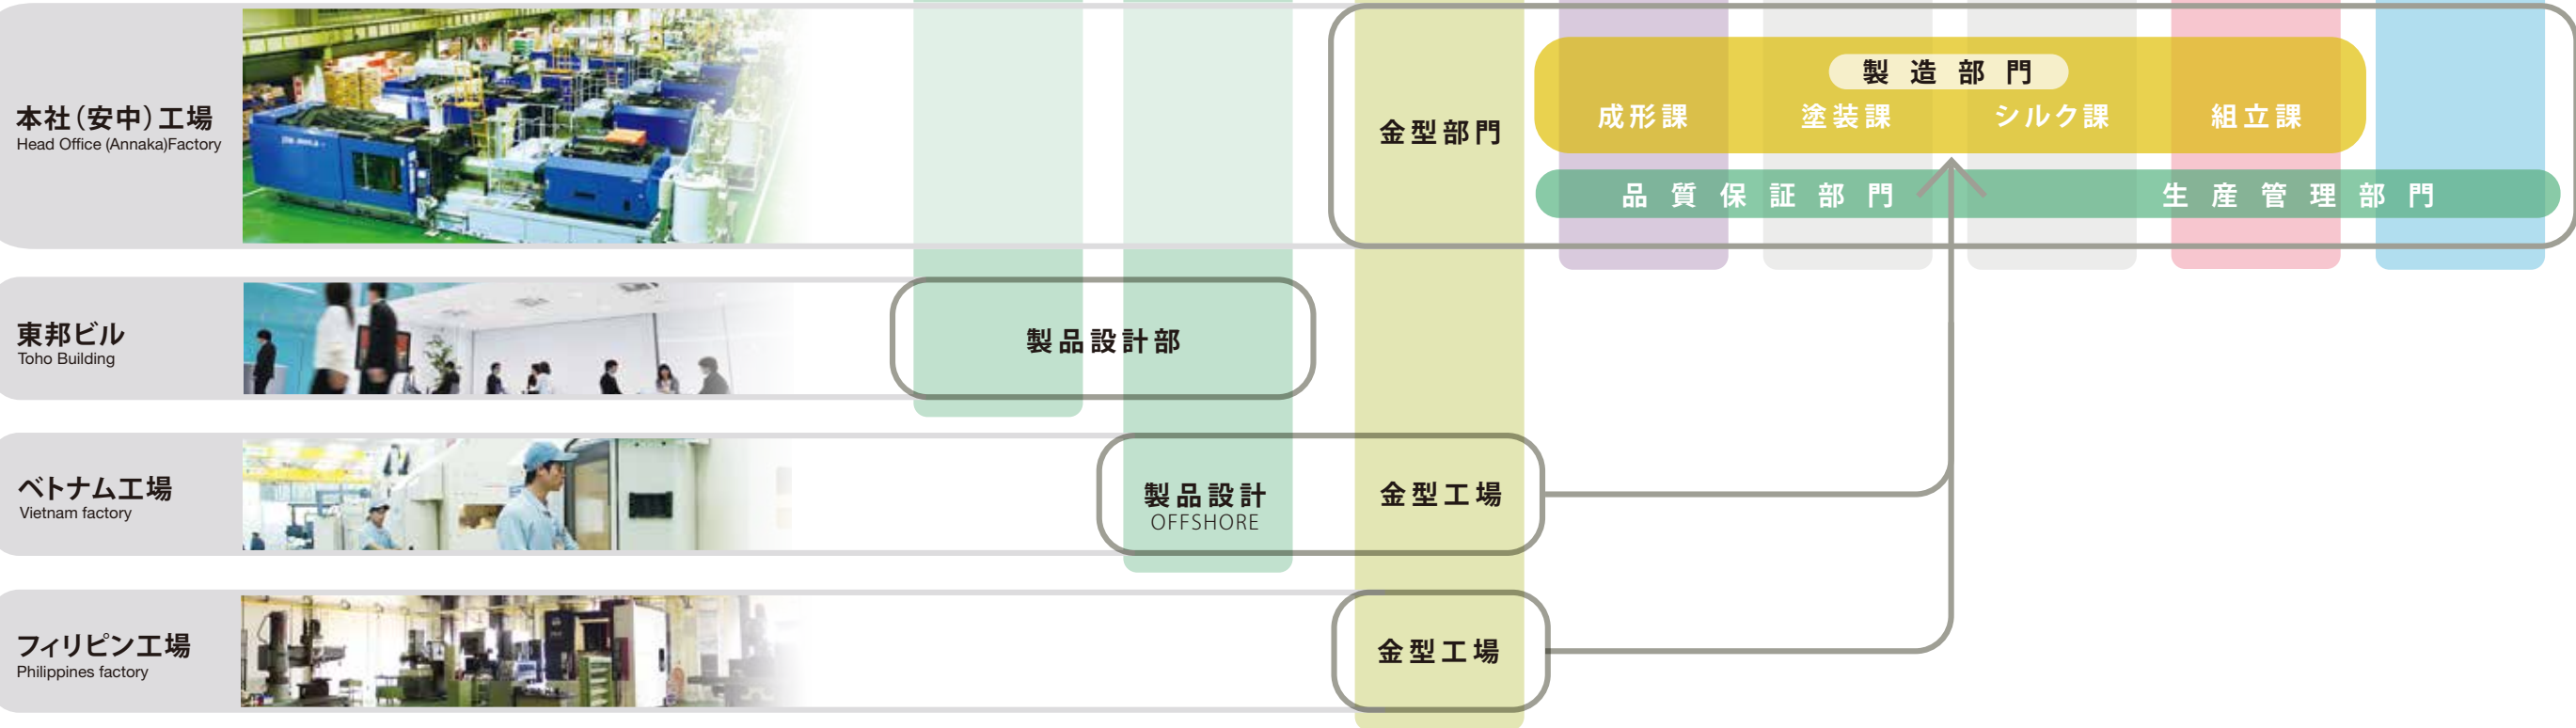 本社（安中）工場
Head Office (Annaka)Factory
金型部門
製造部門
成形課 塗装課 シルク課 組立課
品質保証部門 生産管理部門
東邦ビル
Toho Building
製品設計部
ベトナム工場
Vietnam factory
製品設計
OFFSHORE
金型工場
フィリピン工場
Philippines factory
金型工場